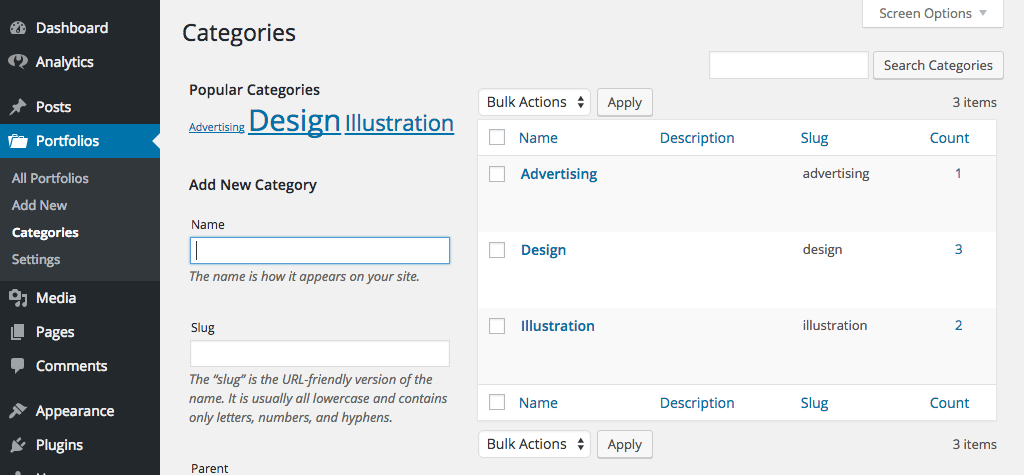 Dashboard
Analytics
Posts
Portfolios
All Portfolios
Add New
Categories
Settings
Media
Pages
Comments
Appearance
Plugins
Screen Options
Categories
Search Categories
Popular Categories
Advertising Design Illustration
Add New Category
Name
The name is how it appears on your site.
Slug
The “slug” is the URL-friendly version of the
name. It is usually all lowercase and contains
only letters, numbers, and hyphens.
Parent
Bulk Actions Apply 3 items
Name Description Slug Count
Advertising advertising 1
Design design 3
Illustration illustration 2
Name Description Slug Count
Bulk Actions Apply 3 items